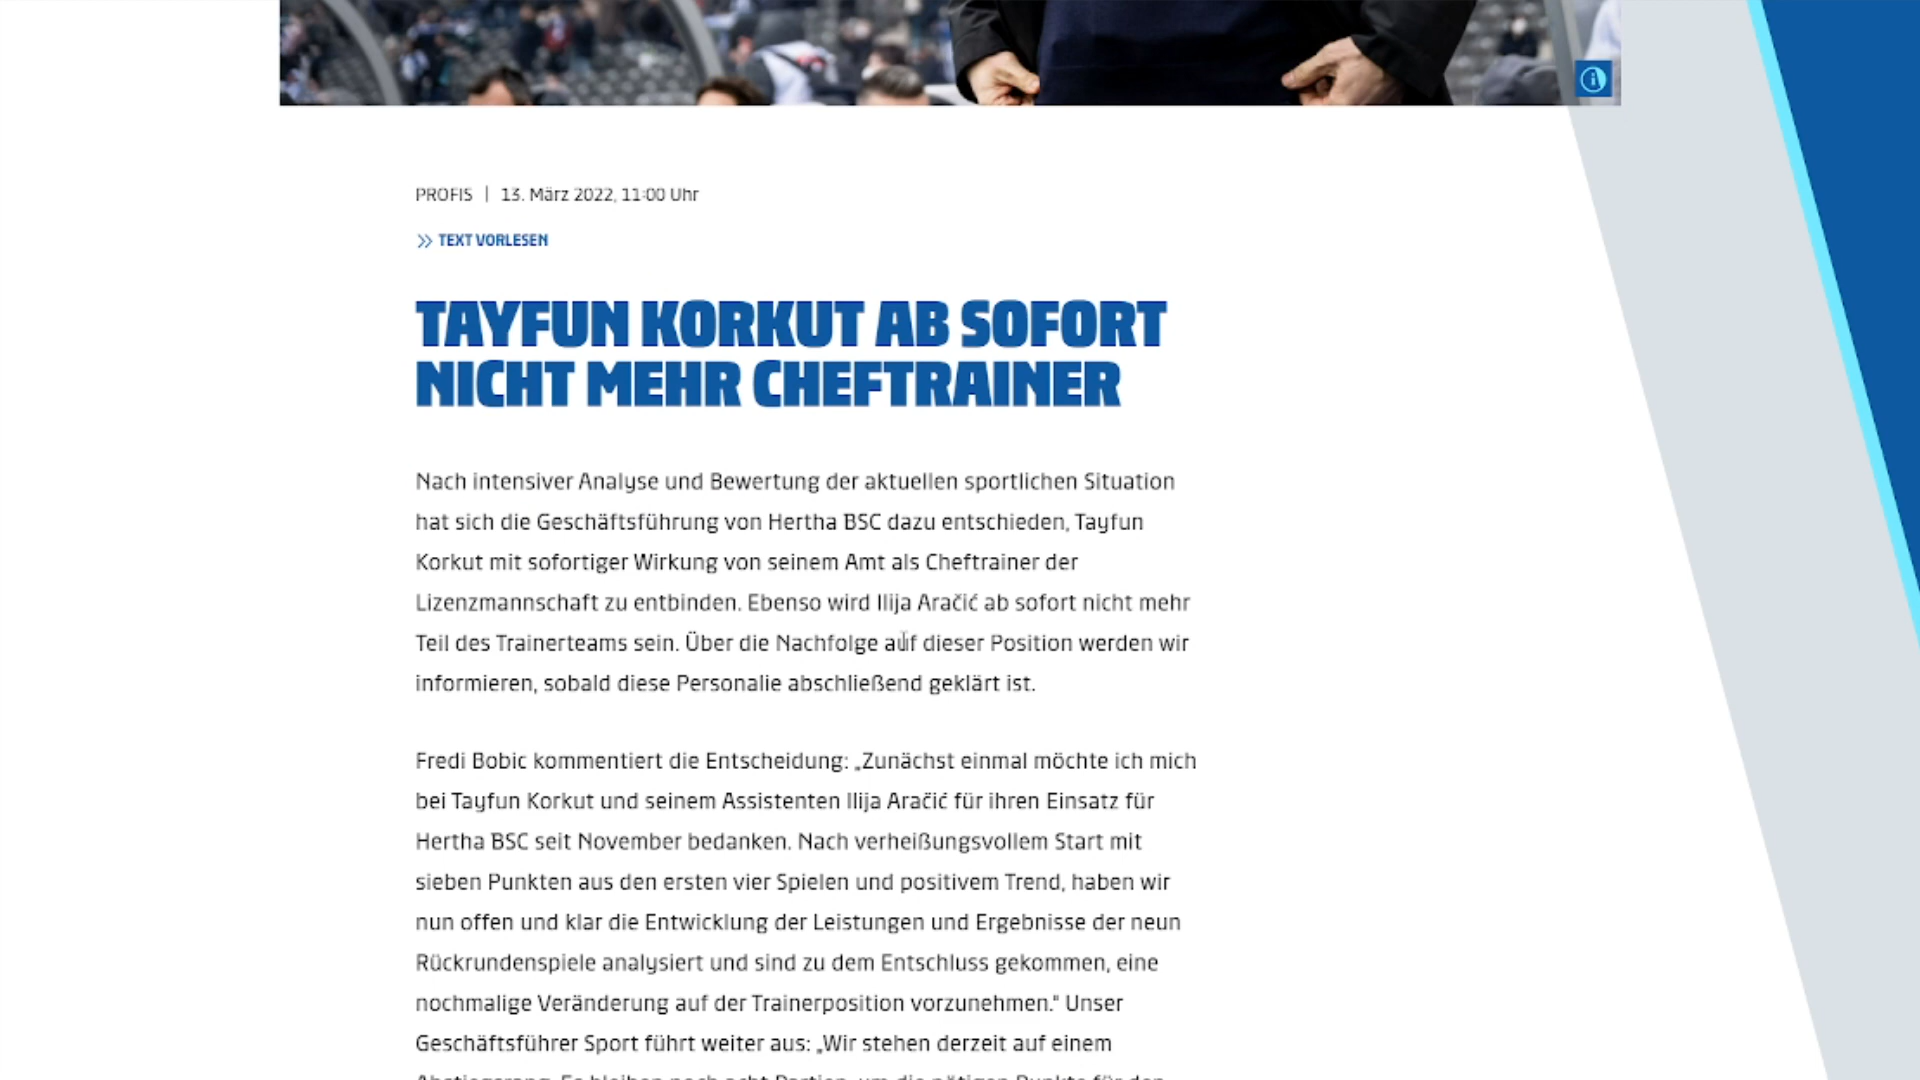 PROFIS | 13. März 2022, 11:00 Uhr
TEXT VORLESEN
TAYFUN KORKUT AB SOFORT
NICHT MEHR CHEFTRAINER
Nach intensiver Analyse und Bewertung der aktuellen sportlichen Situation
hat sich die Geschäftsführung von Hertha BSC dazu entschieden, Tayfun
Korkut mit sofortiger Wirkung von seinem Amt als Cheftrainer der
Lizenzmannschaft zu entbinden. Ebenso wird Ilija Aračić ab sofort nicht mehr
Teil des Trainerteams sein. Über die Nachfolge auf dieser Position werden wir
informieren, sobald diese Personalie abschließend geklärt ist.
Fredi Bobic kommentiert die Entscheidung: „Zunächst einmal möchte ich mich
bei Tayfun Korkut und seinem Assistenten Ilija Aračić für ihren Einsatz für
Hertha BSC seit November bedanken. Nach verheißungsvollem Start mit
sieben Punkten aus den ersten vier Spielen und positivem Trend, haben wir
nun offen und klar die Entwicklung der Leistungen und Ergebnisse der neun
Rückrundenspiele analysiert und sind zu dem Entschluss gekommen, eine
nochmalige Veränderung auf der Trainerposition vorzunehmen." Unser
Geschäftsführer Sport führt weiter aus: „Wir stehen derzeit auf einem